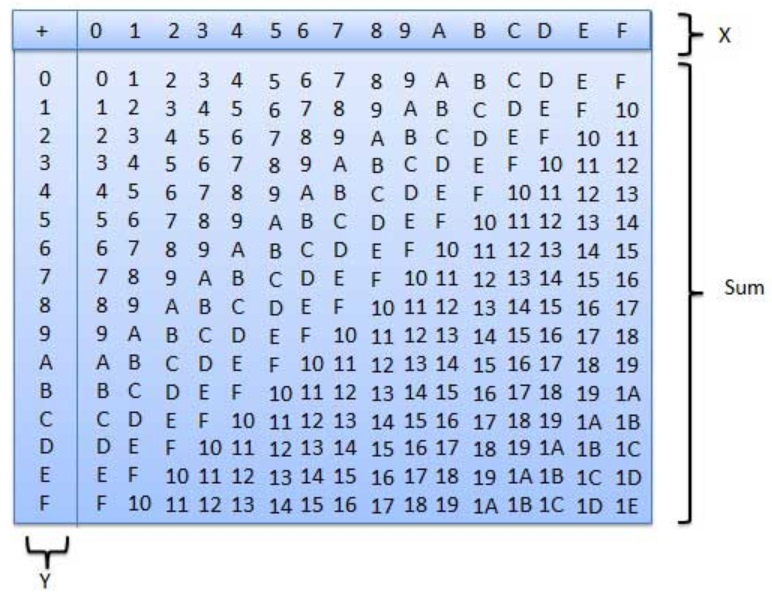 + 0 1 2 3 4 5 6 7 8 9 A B C D E F
X
0 0 1 2 3 4 5 6 7 8 9 A B C D E F
1 1 2 3 4 5 6 7 8 9 A B C D E F 10
2 2 3 4 5 6 7 8 9 A B C D E F 10 11
3 3 4 5 6 7 8 9 A B C D E F 10 11 12
4 4 5 6 7 8 9 A B C D E F 10 11 12 13
5 5 6 7 8 9 A B C D E F 10 11 12 13 14
6 6 7 8 9 A B C D E F 10 11 12 13 14 15
7 7 8 9 A B C D E F 10 11 12 13 14 15 16
Sum
8 8 9 A B C D E F 10 11 12 13 14 15 16 17
9 9 A B C D E F 10 11 12 13 14 15 16 17 18
A A B C D E F 10 11 12 13 14 15 16 17 18 19
B B C D E F 10 11 12 13 14 15 16 17 18 19 1A
C C D E F 10 11 12 13 14 15 16 17 18 19 1A 1B
D D E F 10 11 12 13 14 15 16 17 18 19 1A 1B 1C
E E F 10 11 12 13 14 15 16 17 18 19 1A 1B 1C 1D
F F 10 11 12 13 14 15 16 17 18 19 1A 1B 1C 1D 1E
Y